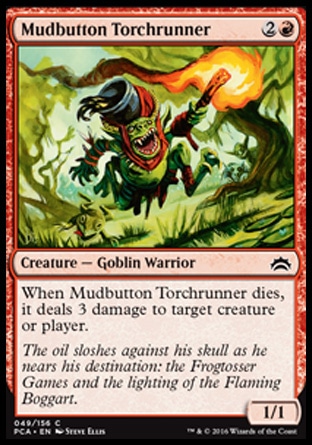 Mudbutton Torchrunner 2
Creature — Goblin Warrior
When Mudbutton Torchrunner dies,
it deals 3 damage to target creature
or player.
The oil sloshes against his skull as he
nears his destination: the Frogtosser
Games and the lighting of the Flaming
Boggart.
1/1
049/156 C
PCA • EN Steve Ellis
™ & © 2016 Wizards of the Coast